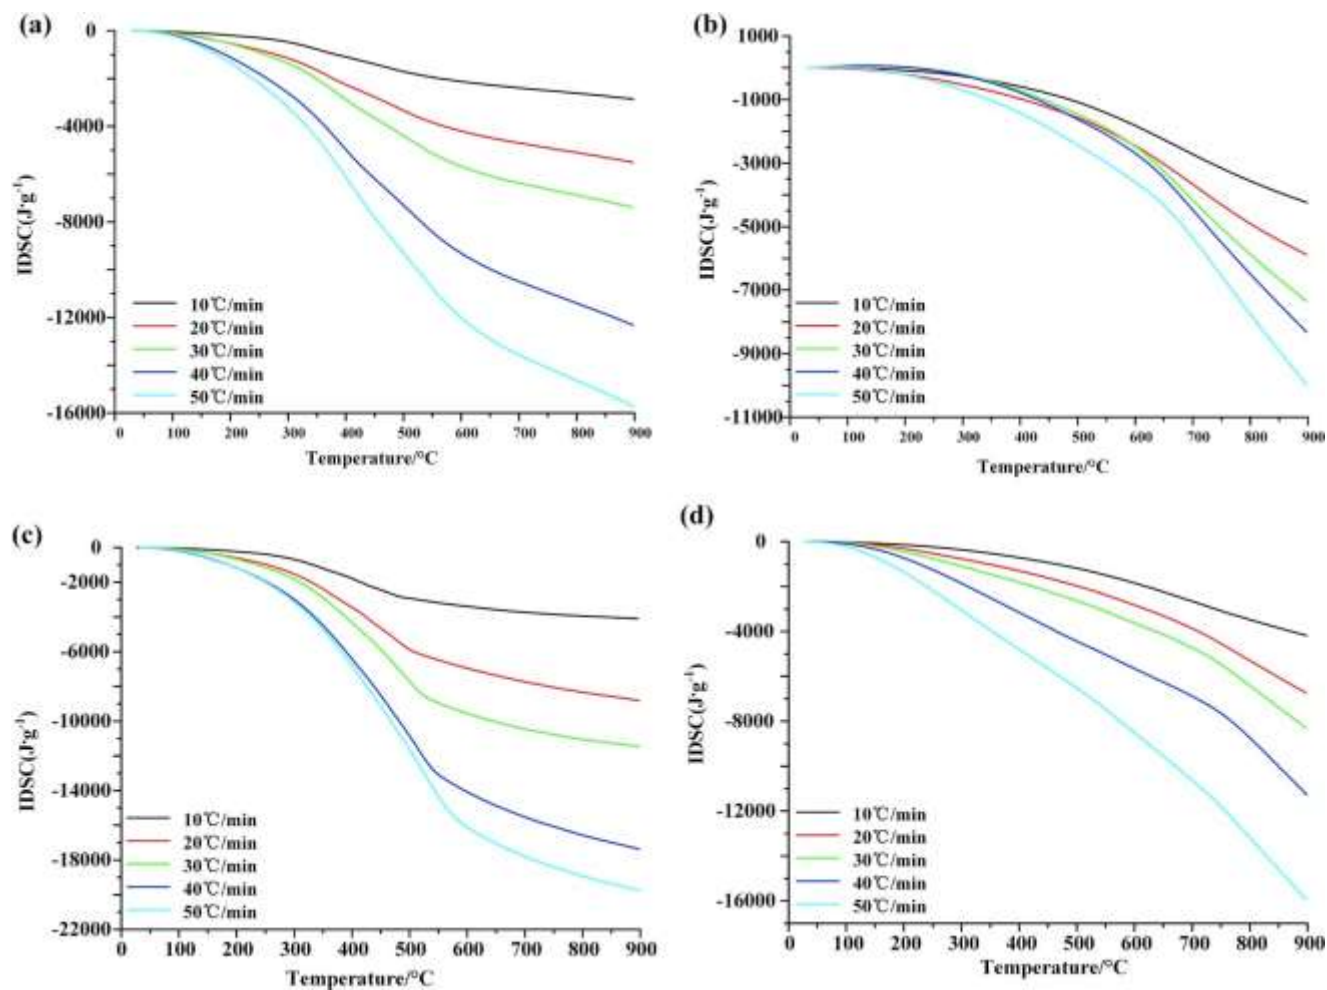 (a)
0
-4000
-8000
-12000
-16000
IDSC(J·g⁻¹)
10℃/min
20℃/min
30℃/min
40℃/min
50℃/min
0 100 200 300 400 500 600 700 800 900
Temperature/°C
(b)
1000
-1000
-3000
-5000
-7000
-9000
-11000
IDSC(J·g⁻¹)
10℃/min
20℃/min
30℃/min
40℃/min
50℃/min
0 100 200 300 400 500 600 700 800 900
Temperature/°C
(c)
0
-2000
-6000
-10000
-14000
-18000
-22000
IDSC(J·g⁻¹)
10℃/min
20℃/min
30℃/min
40℃/min
50℃/min
0 100 200 300 400 500 600 700 800 900
Temperature/°C
(d)
0
-4000
-8000
-12000
-16000
IDSC(J·g⁻¹)
10℃/min
20℃/min
30℃/min
40℃/min
50℃/min
0 100 200 300 400 500 600 700 800 900
Temperature/°C